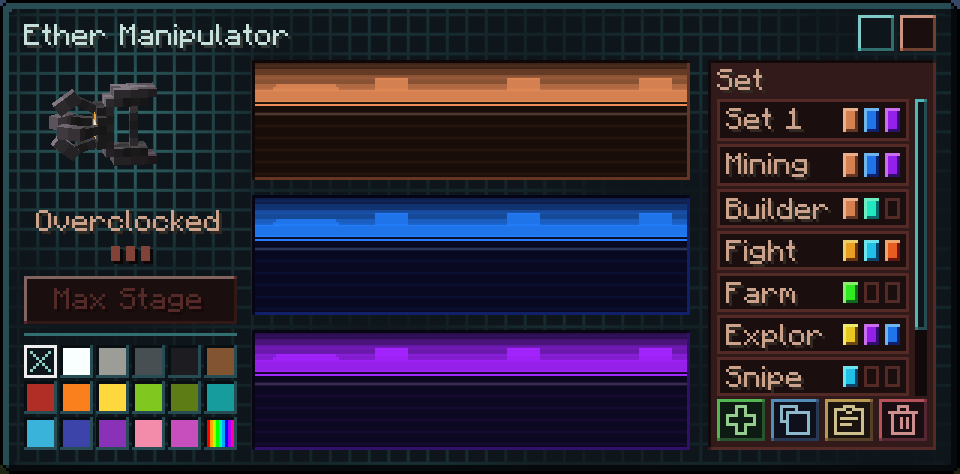 Ether Manipulator
Overclocked
Max Stage
Set
Set 1
Mining
Builder
Fight
Farm
Explor
Snipe